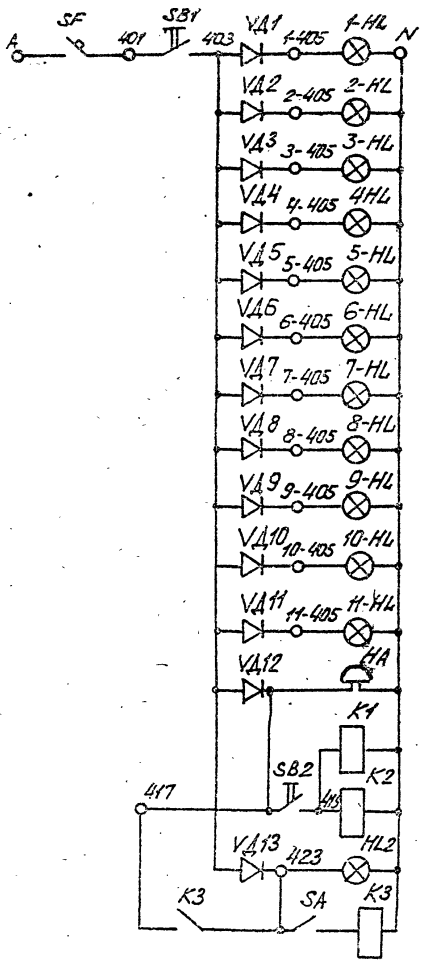 A SF 401 SB1 403 VД1 1-405 1-HL N
VД2 2-405 2-HL
VД3 3-405 3-HL
VД4 4-405 4HL
VД5 5-405 5-HL
VД6 6-405 6-HL
VД7 7-405 7-HL
VД8 8-405 8-HL
VД9 9-405 9-HL
VД10 10-405 10-HL
VД11 11-405 11-HL
VД12 HA
K1
SB2 K2
417
VД13 423 HL2
K3 SA K3